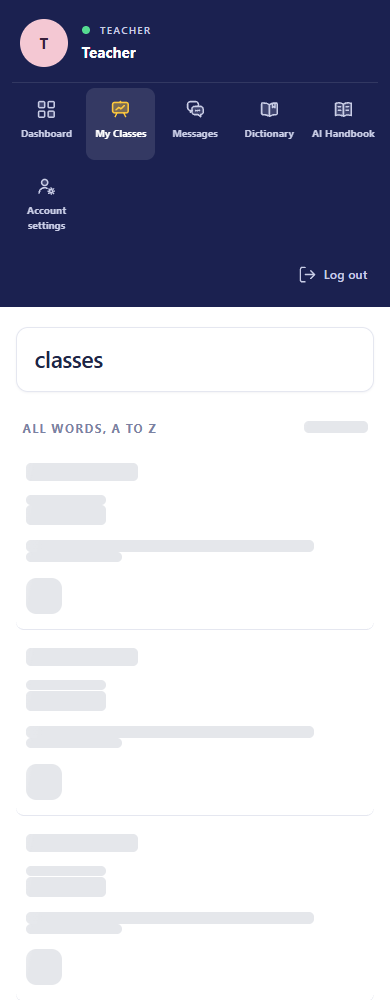 T
TEACHER
Teacher
Dashboard
My Classes
Messages
Dictionary
AI Handbook
Account
settings
Log out
classes
ALL WORDS, A TO Z